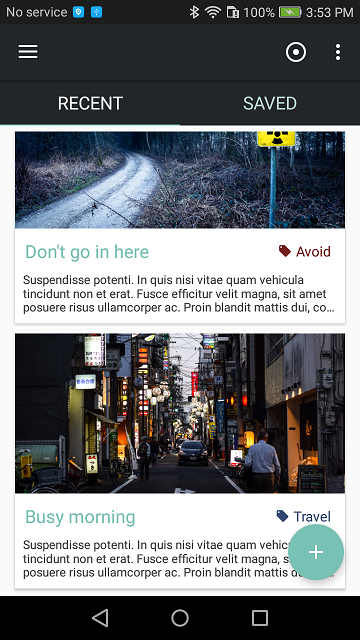 No service 100% 3:53 PM
RECENT SAVED
Don't go in here Avoid
Suspendisse potenti. In quis nisi vitae quam vehicula
tincidunt non et erat. Fusce efficitur velit magna, sit amet
posuere risus ullamcorper ac. Proin blandit mattis dui, co...
Busy morning Travel
Suspendisse potenti. In quis nisi vitae quam
tincidunt non et erat. Fusce efficitur velit magna,
posuere risus ullamcorper ac. Proin blandit mattis